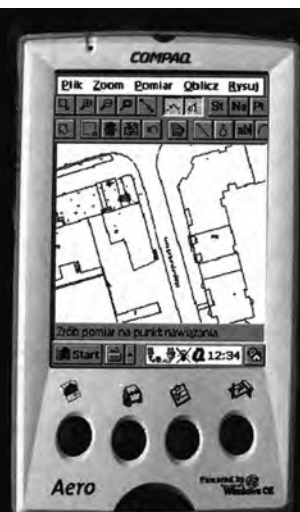 COMPAQ
Plik Zoom Pomiar Oblicz Rysuj
St Na Pt
abl
Zrób pomiar na punkt nawiązania
Start 12:34
Aero
Powered by
Windows CE